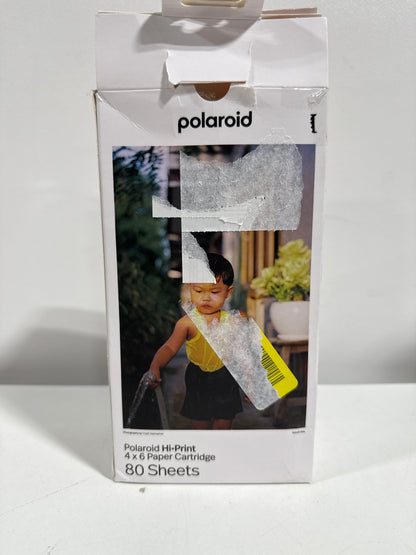 polaroid
Polaroid Hi·Print
4 x 6 Paper Cartridge
80 Sheets